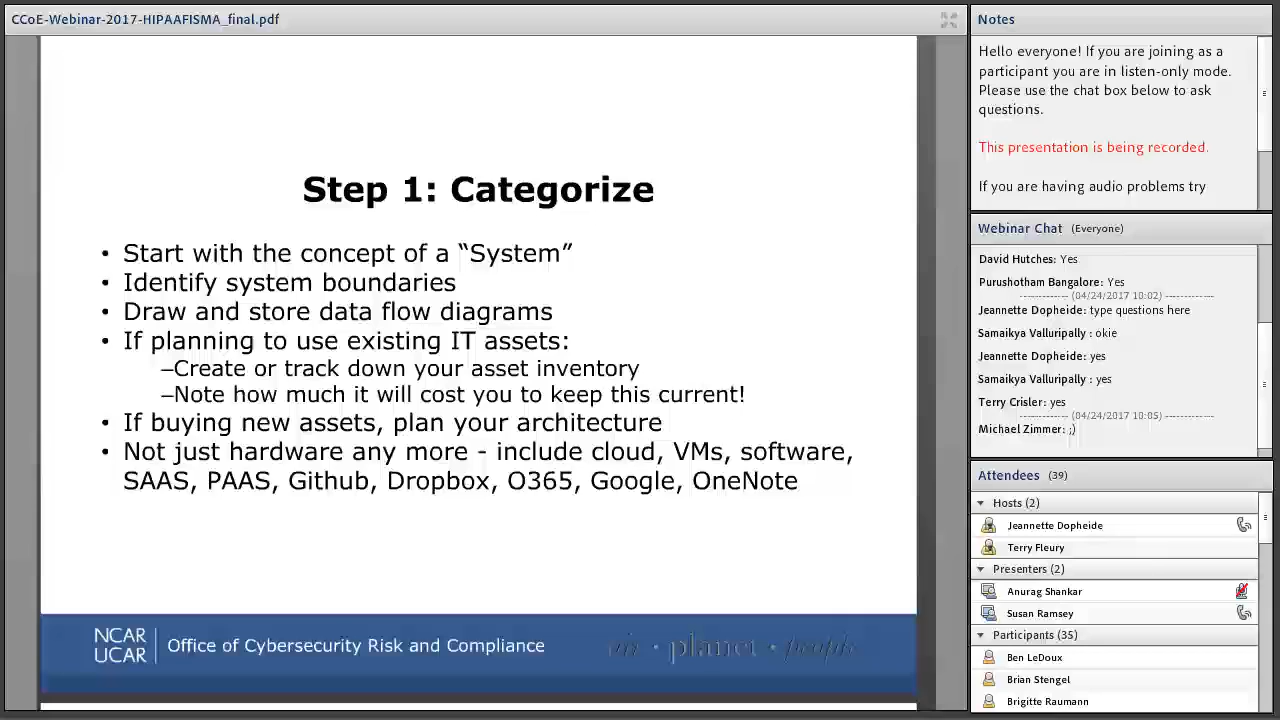 CCoE-Webinar-2017-HIPAAFISMA_final.pdf
Step 1: Categorize
• Start with the concept of a “System”
• Identify system boundaries
• Draw and store data flow diagrams
• If planning to use existing IT assets:
–Create or track down your asset inventory
–Note how much it will cost you to keep this current!
• If buying new assets, plan your architecture
• Not just hardware any more - include cloud, VMs, software,
SAAS, PAAS, Github, Dropbox, O365, Google, OneNote
NCAR
UCAR
Office of Cybersecurity Risk and Compliance
air • planet • people
Notes
Hello everyone! If you are joining as a
participant you are in listen-only mode.
Please use the chat box below to ask
questions.
This presentation is being recorded.
If you are having audio problems try
Webinar Chat (Everyone)
David Hutches: Yes
Purushotham Bangalore: Yes
---------------- (04/24/2017 10:02) ----------------
Jeannette Dopheide: type questions here
Samaikya Valluripally : okie
Jeannette Dopheide: yes
Samaikya Valluripally : yes
Terry Crisler: yes
---------------- (04/24/2017 10:05) ----------------
Michael Zimmer: ;)
Attendees (39)
Hosts (2)
Jeannette Dopheide
Terry Fleury
Presenters (2)
Anurag Shankar
Susan Ramsey
Participants (35)
Ben LeDoux
Brian Stengel
Brigitte Raumann